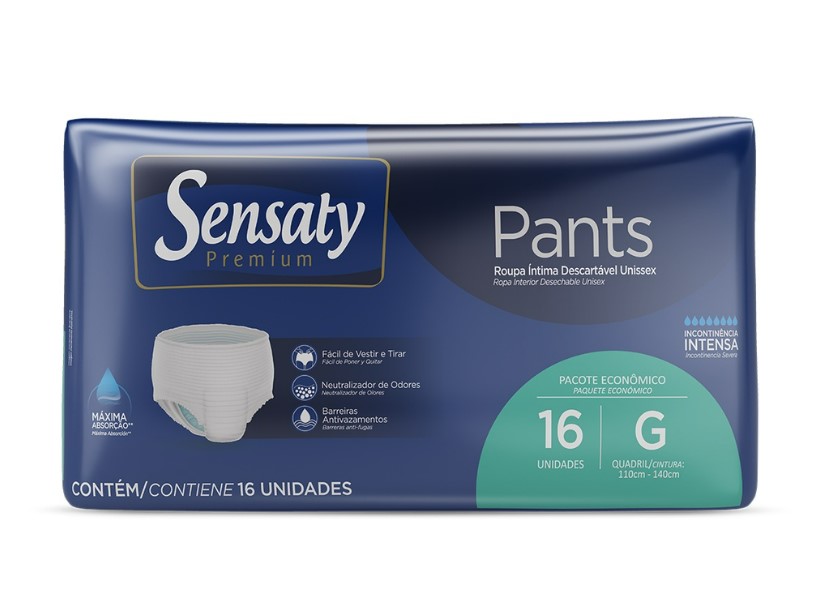 Sensaty
Premium
Pants
Roupa Íntima Descartável Unissex
Ropa Interior Desechable Unisex
INCONTINÊNCIA
INTENSA
Incontinencia Severa
Fácil de Vestir e Tirar
Fácil de Poner y Quitar
Neutralizador de Odores
Neutralizador de Olores
Barreiras
Antivazamentos
Barreras anti-fugas
MÁXIMA
ABSORÇÃO**
Máxima Absorción**
PACOTE ECONÔMICO
PAQUETE ECONÓMICO
16
UNIDADES
G
QUADRIL/CINTURA:
110cm - 140cm
CONTÉM/CONTIENE 16 UNIDADES